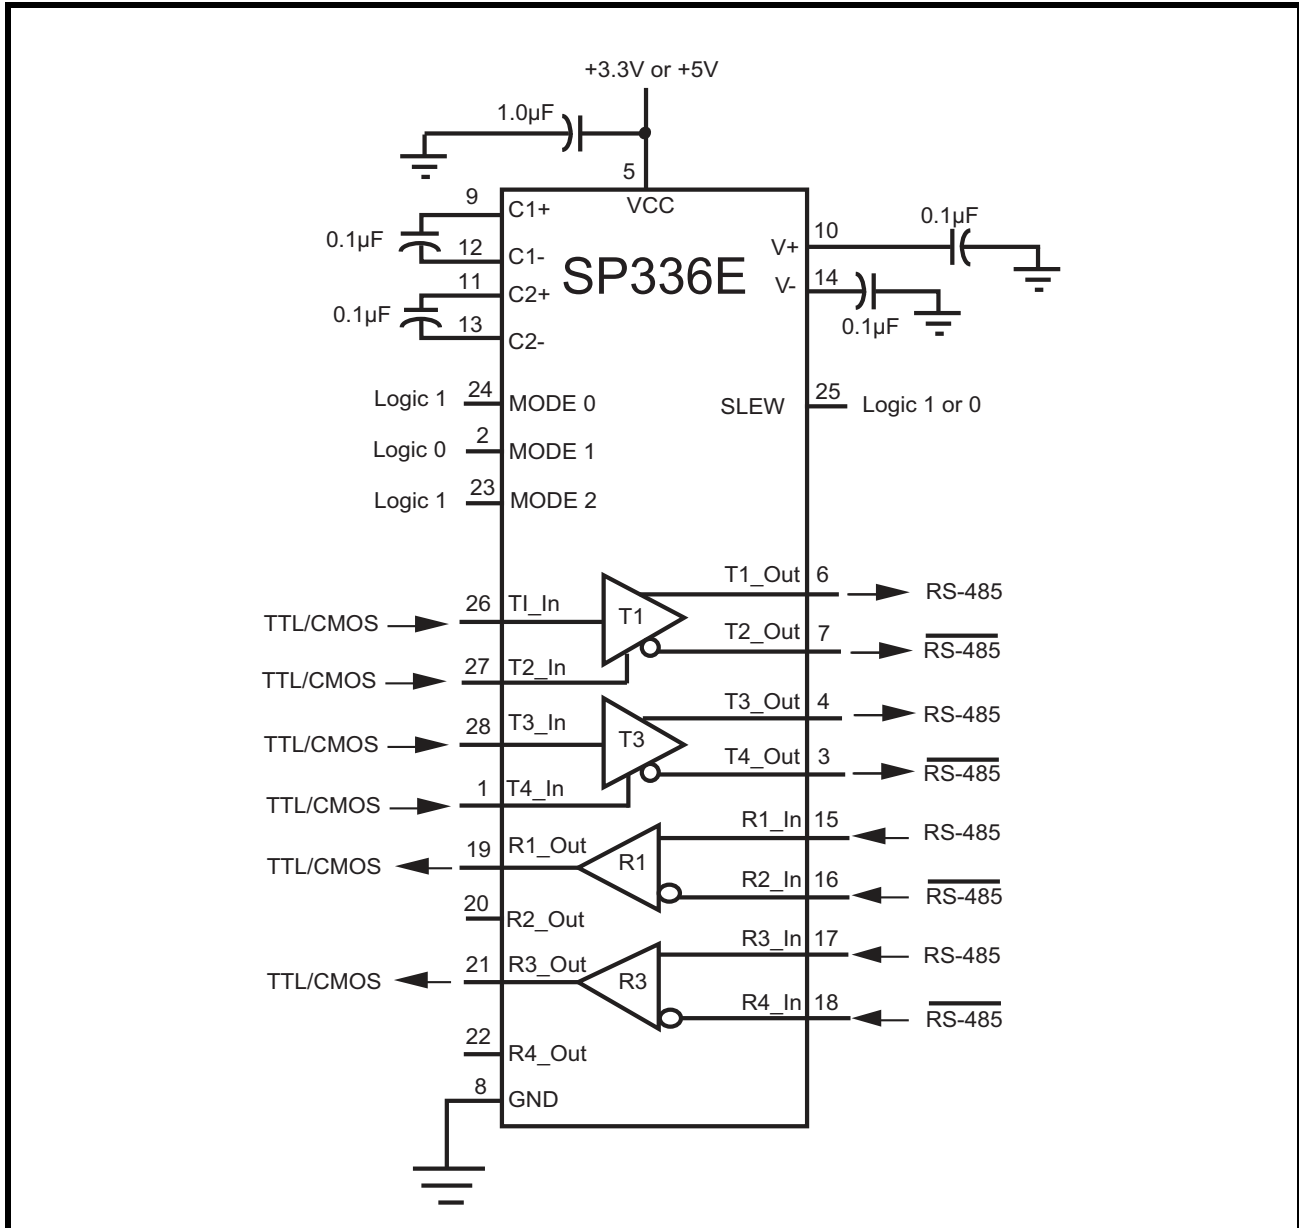 +3.3V or +5V
1.0µF
5
VCC
9
C1+
0.1µF
12
C1-
11
C2+
0.1µF
13
C2-
SP336E
10
V+
0.1µF
14
V-
0.1µF
Logic 1
24
MODE 0
Logic 0
2
MODE 1
Logic 1
23
MODE 2
SLEW
25
Logic 1 or 0
TTL/CMOS
26
TI_In
T1
T1_Out
6
RS-485
T2_Out
7
RS-485
TTL/CMOS
27
T2_In
TTL/CMOS
28
T3_In
T3
T3_Out
4
RS-485
T4_Out
3
RS-485
TTL/CMOS
1
T4_In
TTL/CMOS
19
R1_Out
R1
R1_In
15
RS-485
R2_In
16
RS-485
20
R2_Out
TTL/CMOS
21
R3_Out
R3
R3_In
17
RS-485
R4_In
18
RS-485
22
R4_Out
8
GND